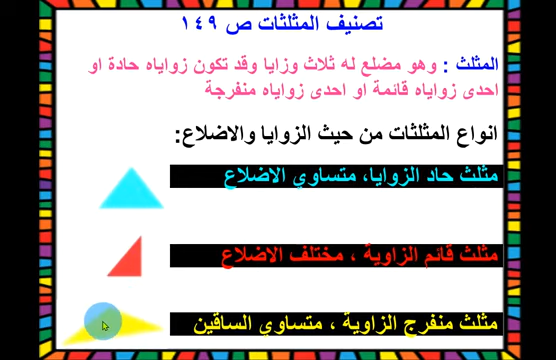 تصنيف المثلثات ص ١٤٩
المثلث : وهو مضلع له ثلاث وزايا وقد تكون زواياه حادة او
احدى زواياه قائمة او احدى زواياه منفرجة
انواع المثلثات من حيث الزوايا والاضلاع:
مثلث حاد الزوايا، متساوي الاضلاع
مثلث قائم الزاوية ، مختلف الاضلاع
مثلث منفرج الزاوية ، متساوي الساقين